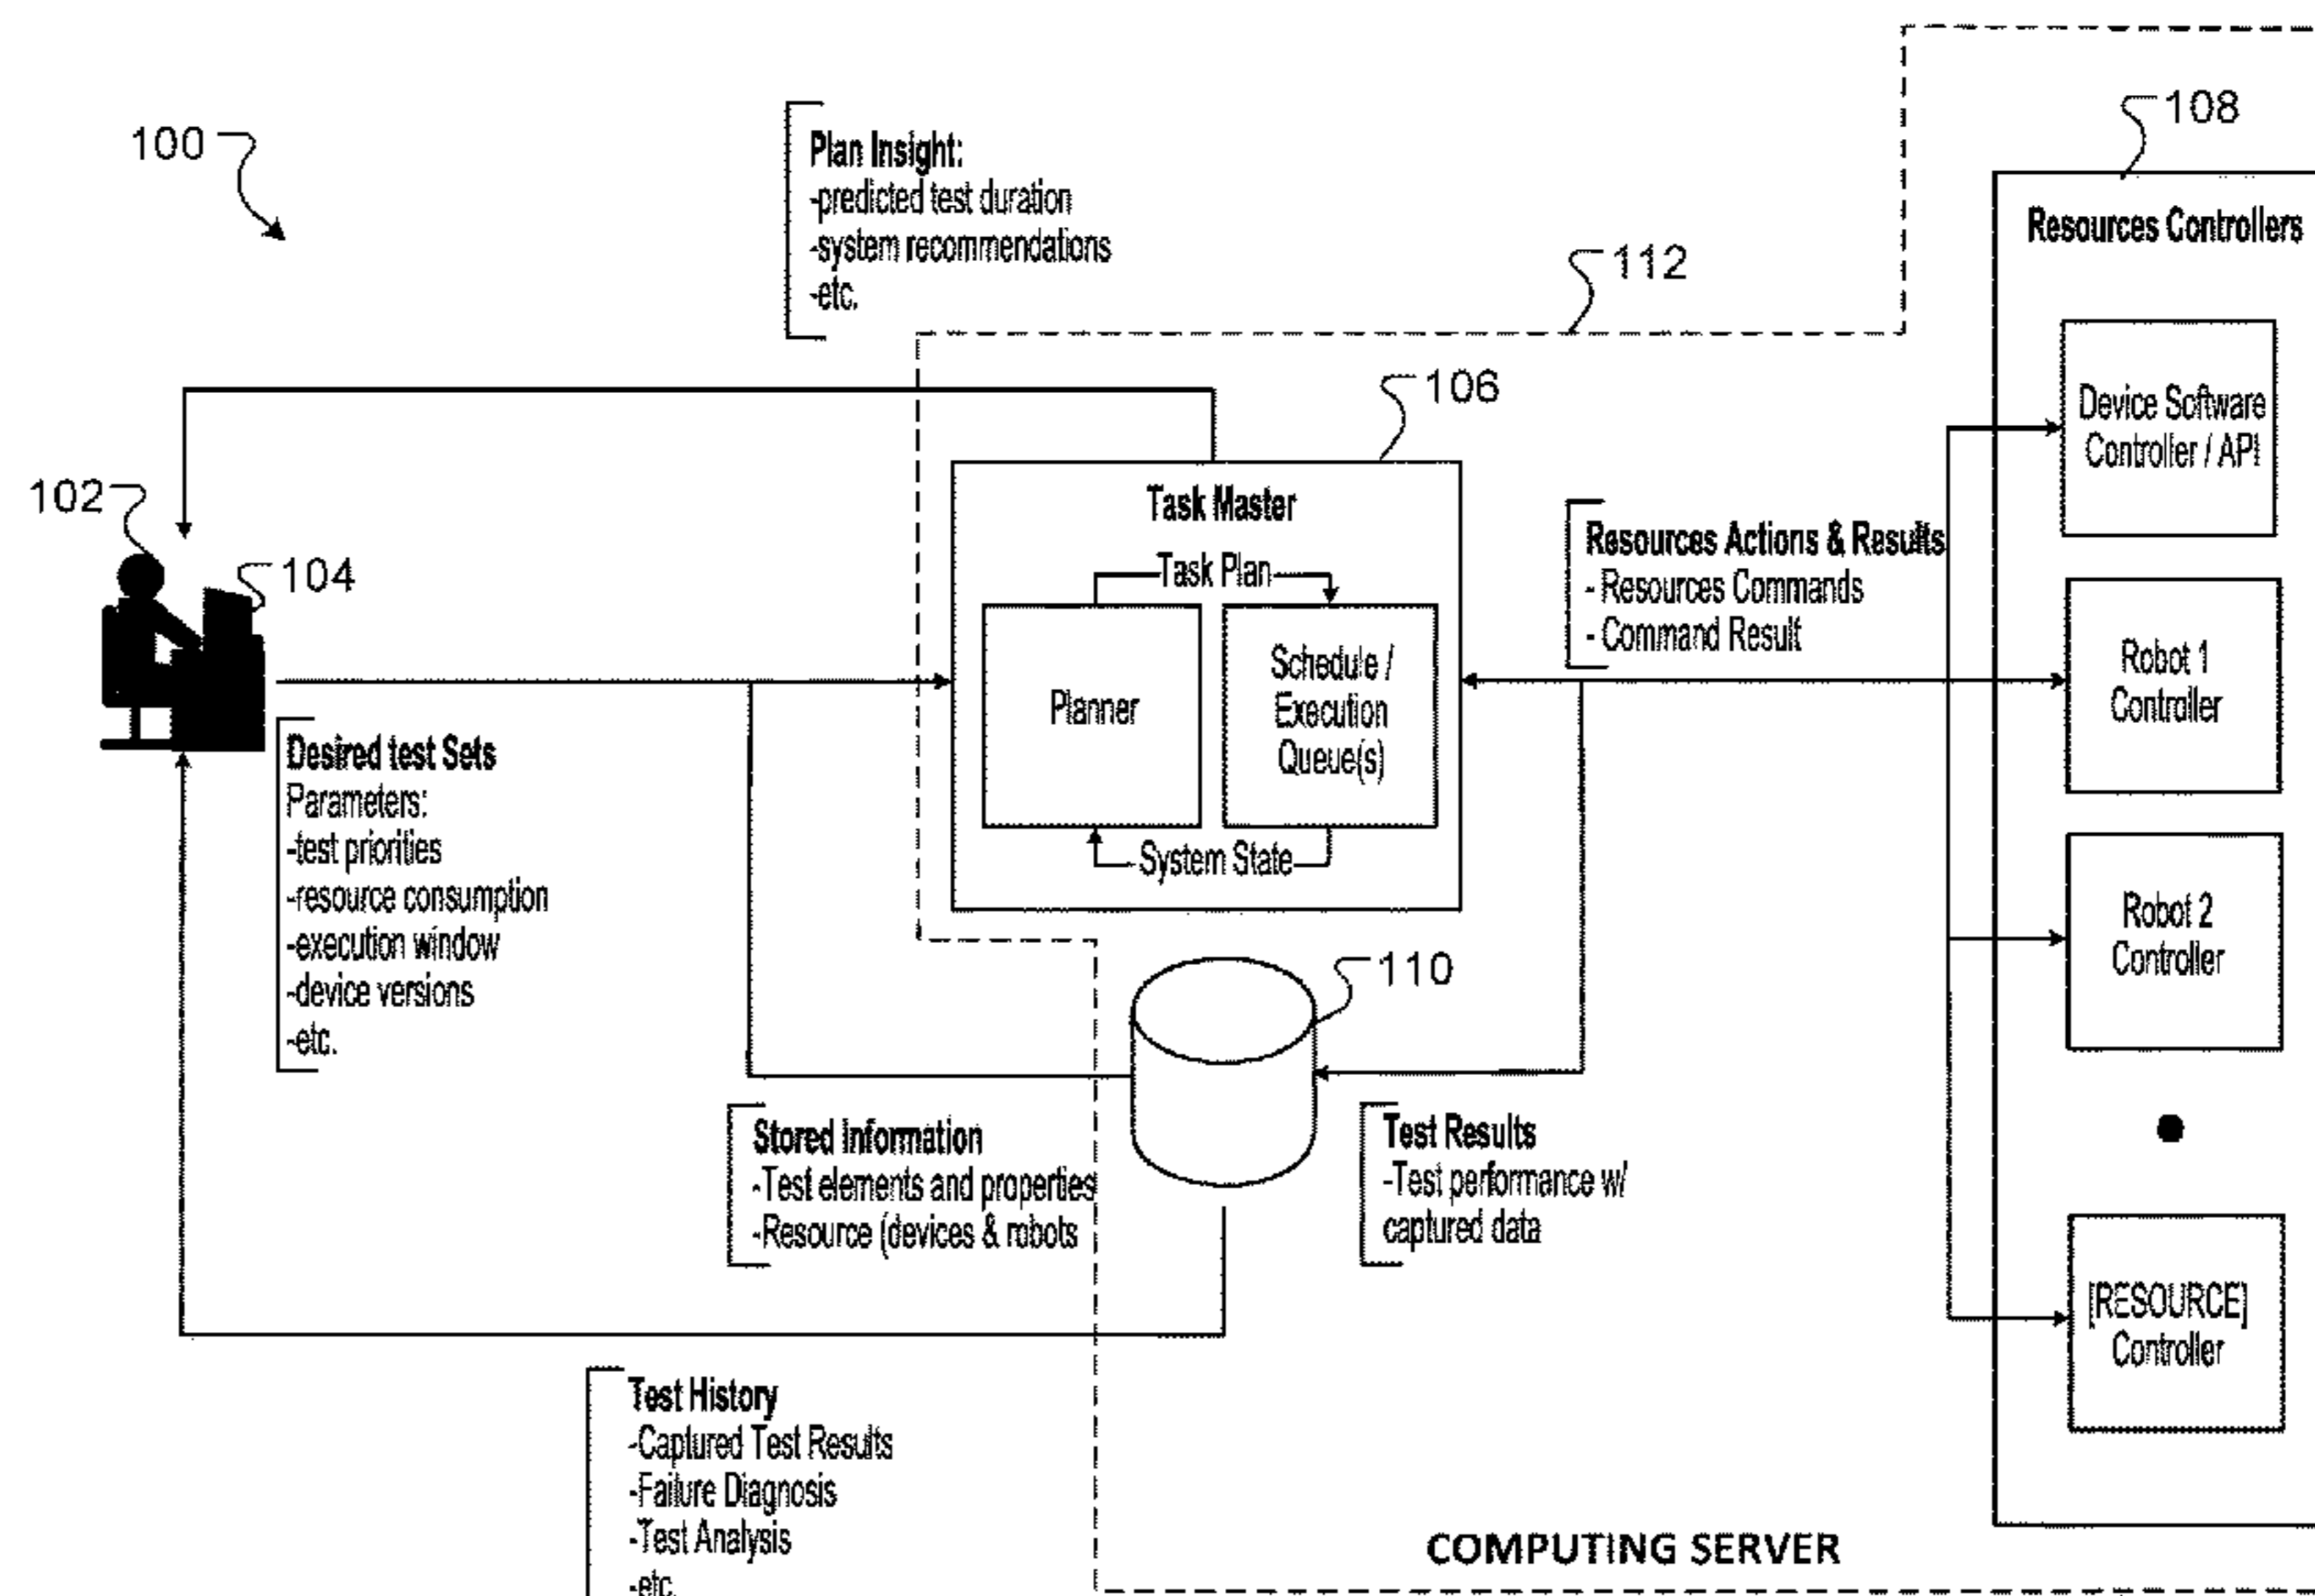 100
Plan Insight:
-predicted test duration
-system recommendations
-etc.
112
108
Resources Controllers
Device Software
Controller / API
106
Task Master
Task Plan
Planner
Schedule /
Execution
Queue(s)
System State
Resources Actions & Results
- Resources Commands
- Command Result
Robot 1
Controller
Robot 2
Controller
[RESOURCE]
Controller
102
104
Desired test Sets
Parameters:
-test priorities
-resource consumption
-execution window
-device versions
-etc.
110
Stored Information
-Test elements and properties
-Resource (devices & robots
Test Results
-Test performance w/
captured data
Test History
-Captured Test Results
-Failure Diagnosis
-Test Analysis
-etc.
COMPUTING SERVER